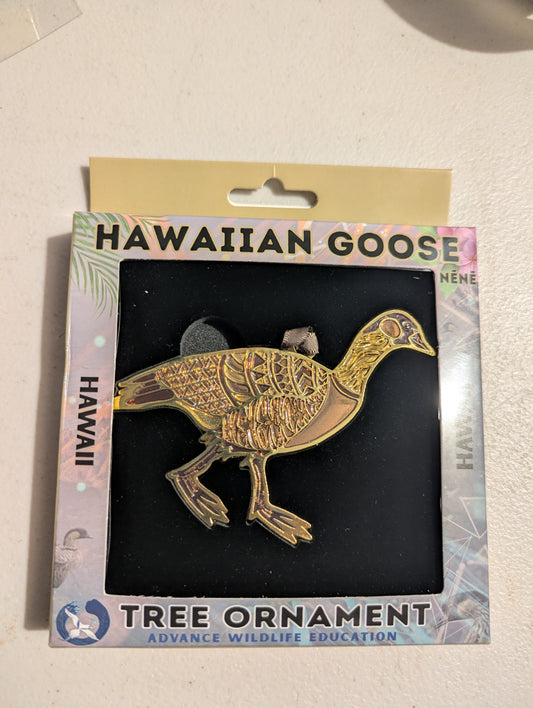 HAWAIIAN GOOSE
NĒNĒ
HAWAII
HAWAII
TREE ORNAMENT
ADVANCE WILDLIFE EDUCATION